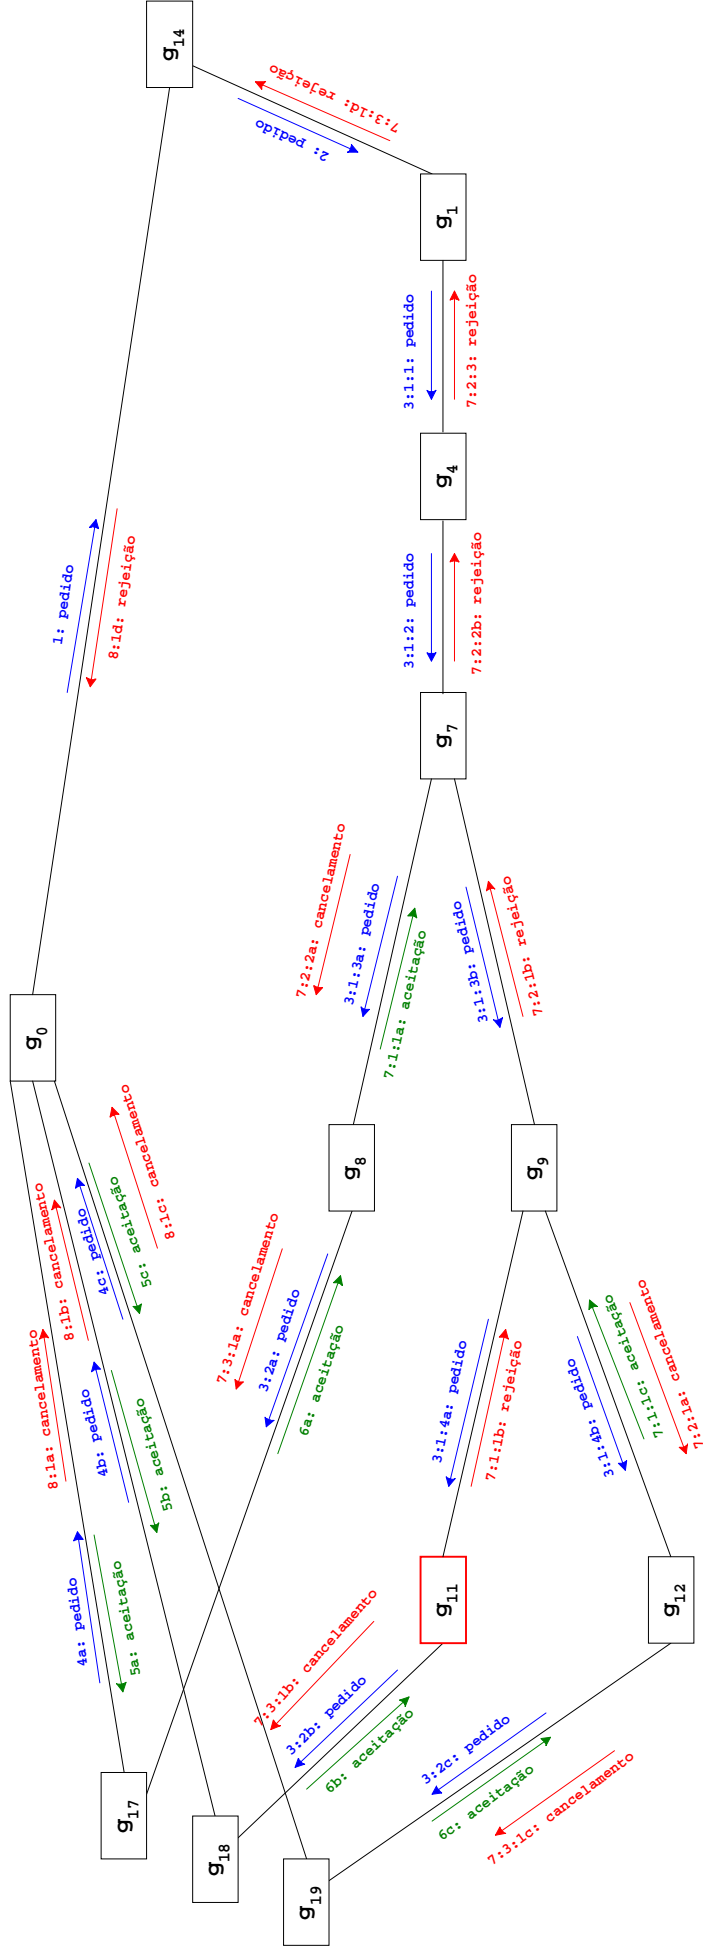 g0
g14
g1
g4
g7
g8
g9
g11
g12
g17
g18
g19
1: pedido
8:1d: rejeição
2: pedido
7:3:1d: rejeição
3:1:1: pedido
7:2:3: rejeição
3:1:2: pedido
7:2:2b: rejeição
7:2:2a: cancelamento
3:1:3a: pedido
7:1:1a: aceitação
3:1:3b: pedido
7:2:1b: rejeição
7:3:1a: cancelamento
3:2a: pedido
6a: aceitação
3:1:4a: pedido
7:1:1b: rejeição
3:1:4b: pedido
7:1:1c: aceitação
7:2:1a: cancelamento
7:3:1b: cancelamento
3:2b: pedido
6b: aceitação
3:2c: pedido
6c: aceitação
7:3:1c: cancelamento
8:1a: cancelamento
4a: pedido
5a: aceitação
8:1b: cancelamento
4b: pedido
5b: aceitação
4c: pedido
5c: aceitação
8:1c: cancelamento